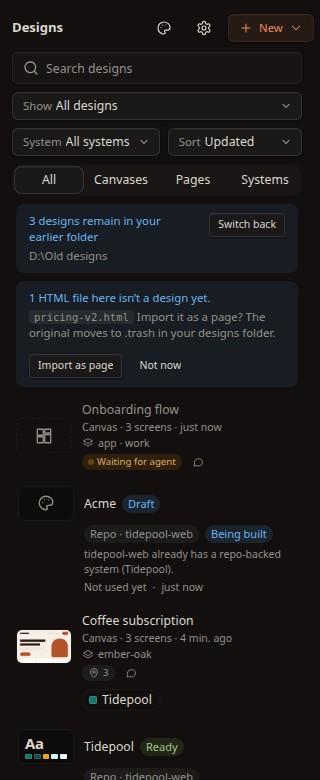 Designs
New
Search designs
Show All designs
System All systems
Sort Updated
All
Canvases
Pages
Systems
3 designs remain in your
earlier folder
Switch back
D:\Old designs
1 HTML file here isn’t a design yet.
pricing-v2.html Import it as a page? The
original moves to .trash in your designs folder.
Import as page
Not now
Onboarding flow
Canvas · 3 screens · just now
app · work
Waiting for agent
Acme Draft
Repo · tidepool-web Being built
tidepool-web already has a repo-backed
system (Tidepool).
Not used yet · just now
Coffee subscription
Canvas · 3 screens · 4 min. ago
ember-oak
3
Tidepool
Aa
Tidepool Ready
Repo · tidepool-web